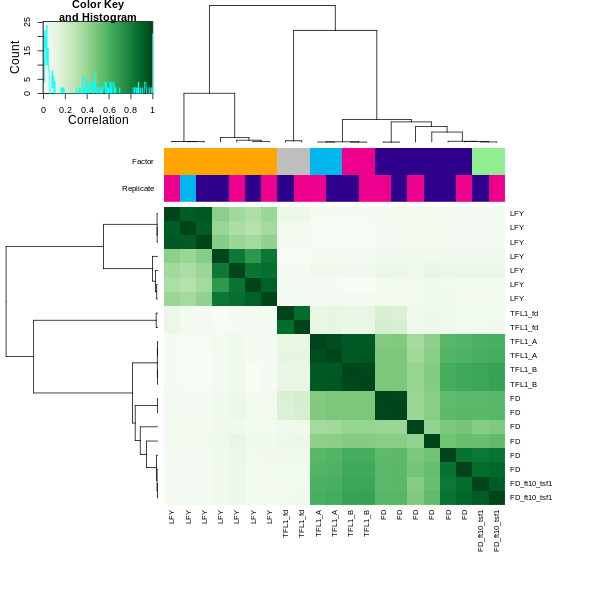 Color Key
and Histogram
Count
0 5 15 25
0 0.2 0.4 0.6 0.8 1
Correlation
Factor
Replicate
LFY
LFY
LFY
LFY
LFY
LFY
LFY
TFL1_fd
TFL1_fd
TFL1_A
TFL1_A
TFL1_B
TFL1_B
FD
FD
FD
FD
FD
FD
FD_ft10_tsf1
FD_ft10_tsf1
LFY
LFY
LFY
LFY
LFY
LFY
LFY
TFL1_fd
TFL1_fd
TFL1_A
TFL1_A
TFL1_B
TFL1_B
FD
FD
FD
FD
FD
FD
FD_ft10_tsf1
FD_ft10_tsf1